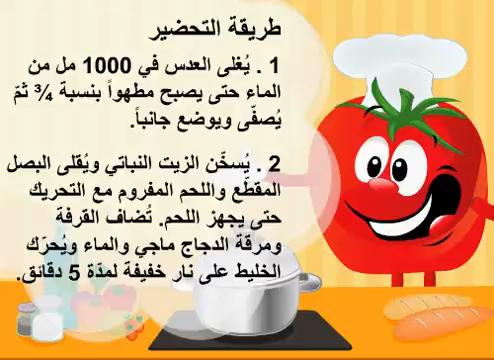 طريقة التحضير
1 . يُغلى العدس في 1000 مل من
الماء حتى يصبح مطهواً بنسبة ¾ ثمّ
يُصفّى ويوضع جانباً.
2 . يُسخّن الزيت النباتي ويُقلى البصل
المقطّع واللحم المفروم مع التحريك
حتى يجهز اللحم. تُضاف القرفة
ومرقة الدجاج ماجي والماء ويُحرّك
الخليط على نار خفيفة لمدّة 5 دقائق.